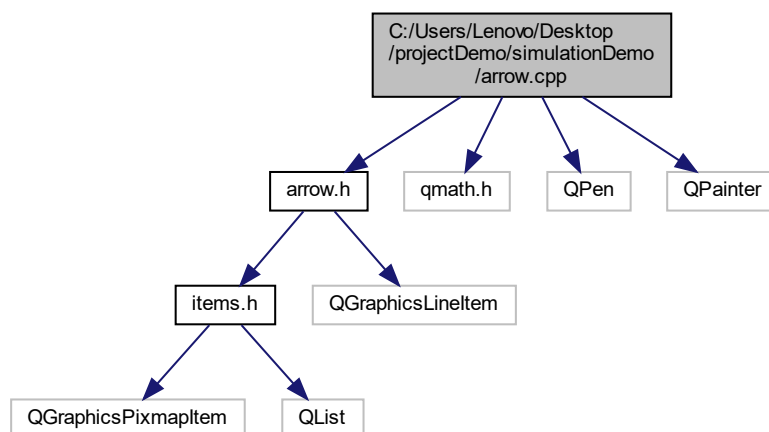 C:/Users/Lenovo/Desktop
/projectDemo/simulationDemo
/arrow.cpp
arrow.h
qmath.h
QPen
QPainter
items.h
QGraphicsLineItem
QGraphicsPixmapItem
QList